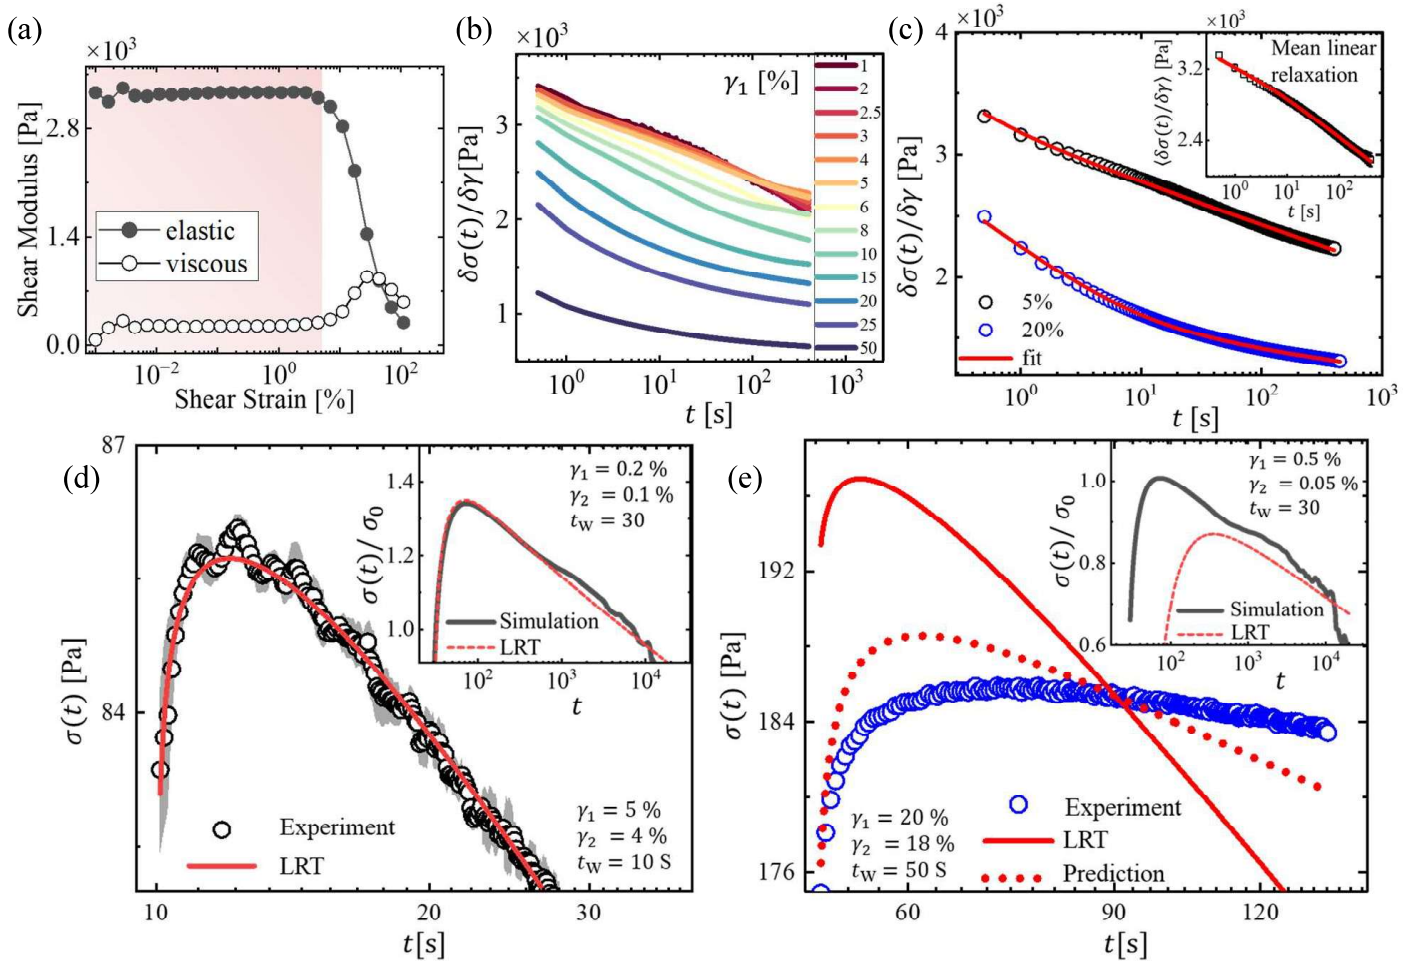 (a)
×10³
Shear Modulus [Pa]
2.8
1.4
0.0
elastic
viscous
10⁻²
10⁰
10²
Shear Strain [%]
(b)
×10³
δσ(t)/δγ[Pa]
3
2
1
γ₁ [%]
1
2
2.5
3
4
5
6
8
10
15
20
25
50
10⁰
10¹
10²
10³
t [s]
(c)
×10³
δσ(t)/δγ [Pa]
4
3
2
5%
20%
fit
10⁰
10¹
10²
10³
t [s]
×10³
⟨δσ(t)/δγ⟩ [Pa]
3.2
2.4
Mean linear
relaxation
10⁰
10¹
10²
t [s]
(d)
σ(t) [Pa]
87
84
Experiment
LRT
γ₁ = 5 %
γ₂ = 4 %
t_w = 10 S
10
20
30
t[s]
σ(t)/ σ₀
1.4
1.2
1.0
γ₁ = 0.2 %
γ₂ = 0.1 %
t_w = 30
Simulation
LRT
10²
10³
10⁴
t
(e)
σ(t) [Pa]
192
184
176
γ₁ = 20 %
γ₂ = 18 %
t_w = 50 S
Experiment
LRT
Prediction
60
90
120
t[s]
σ(t)/ σ₀
1.0
0.8
0.6
γ₁ = 0.5 %
γ₂ = 0.05 %
t_w = 30
Simulation
LRT
10²
10³
10⁴
t